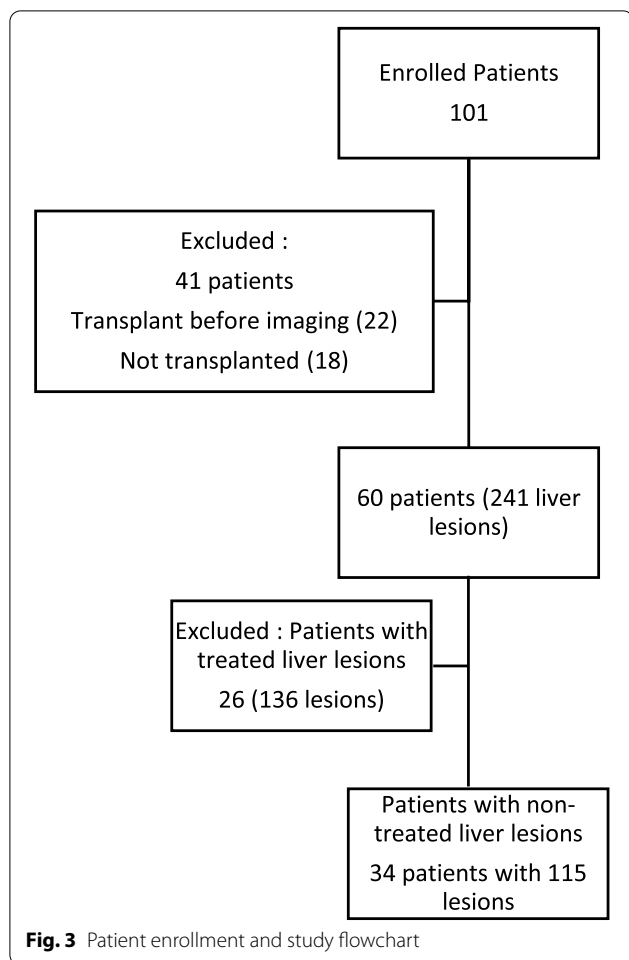 Enrolled Patients
101
Excluded :
41 patients
Transplant before imaging (22)
Not transplanted (18)
60 patients (241 liver
lesions)
Excluded : Patients with
treated liver lesions
26 (136 lesions)
Patients with non-
treated liver lesions
34 patients with 115
lesions
Fig. 3 Patient enrollment and study flowchart